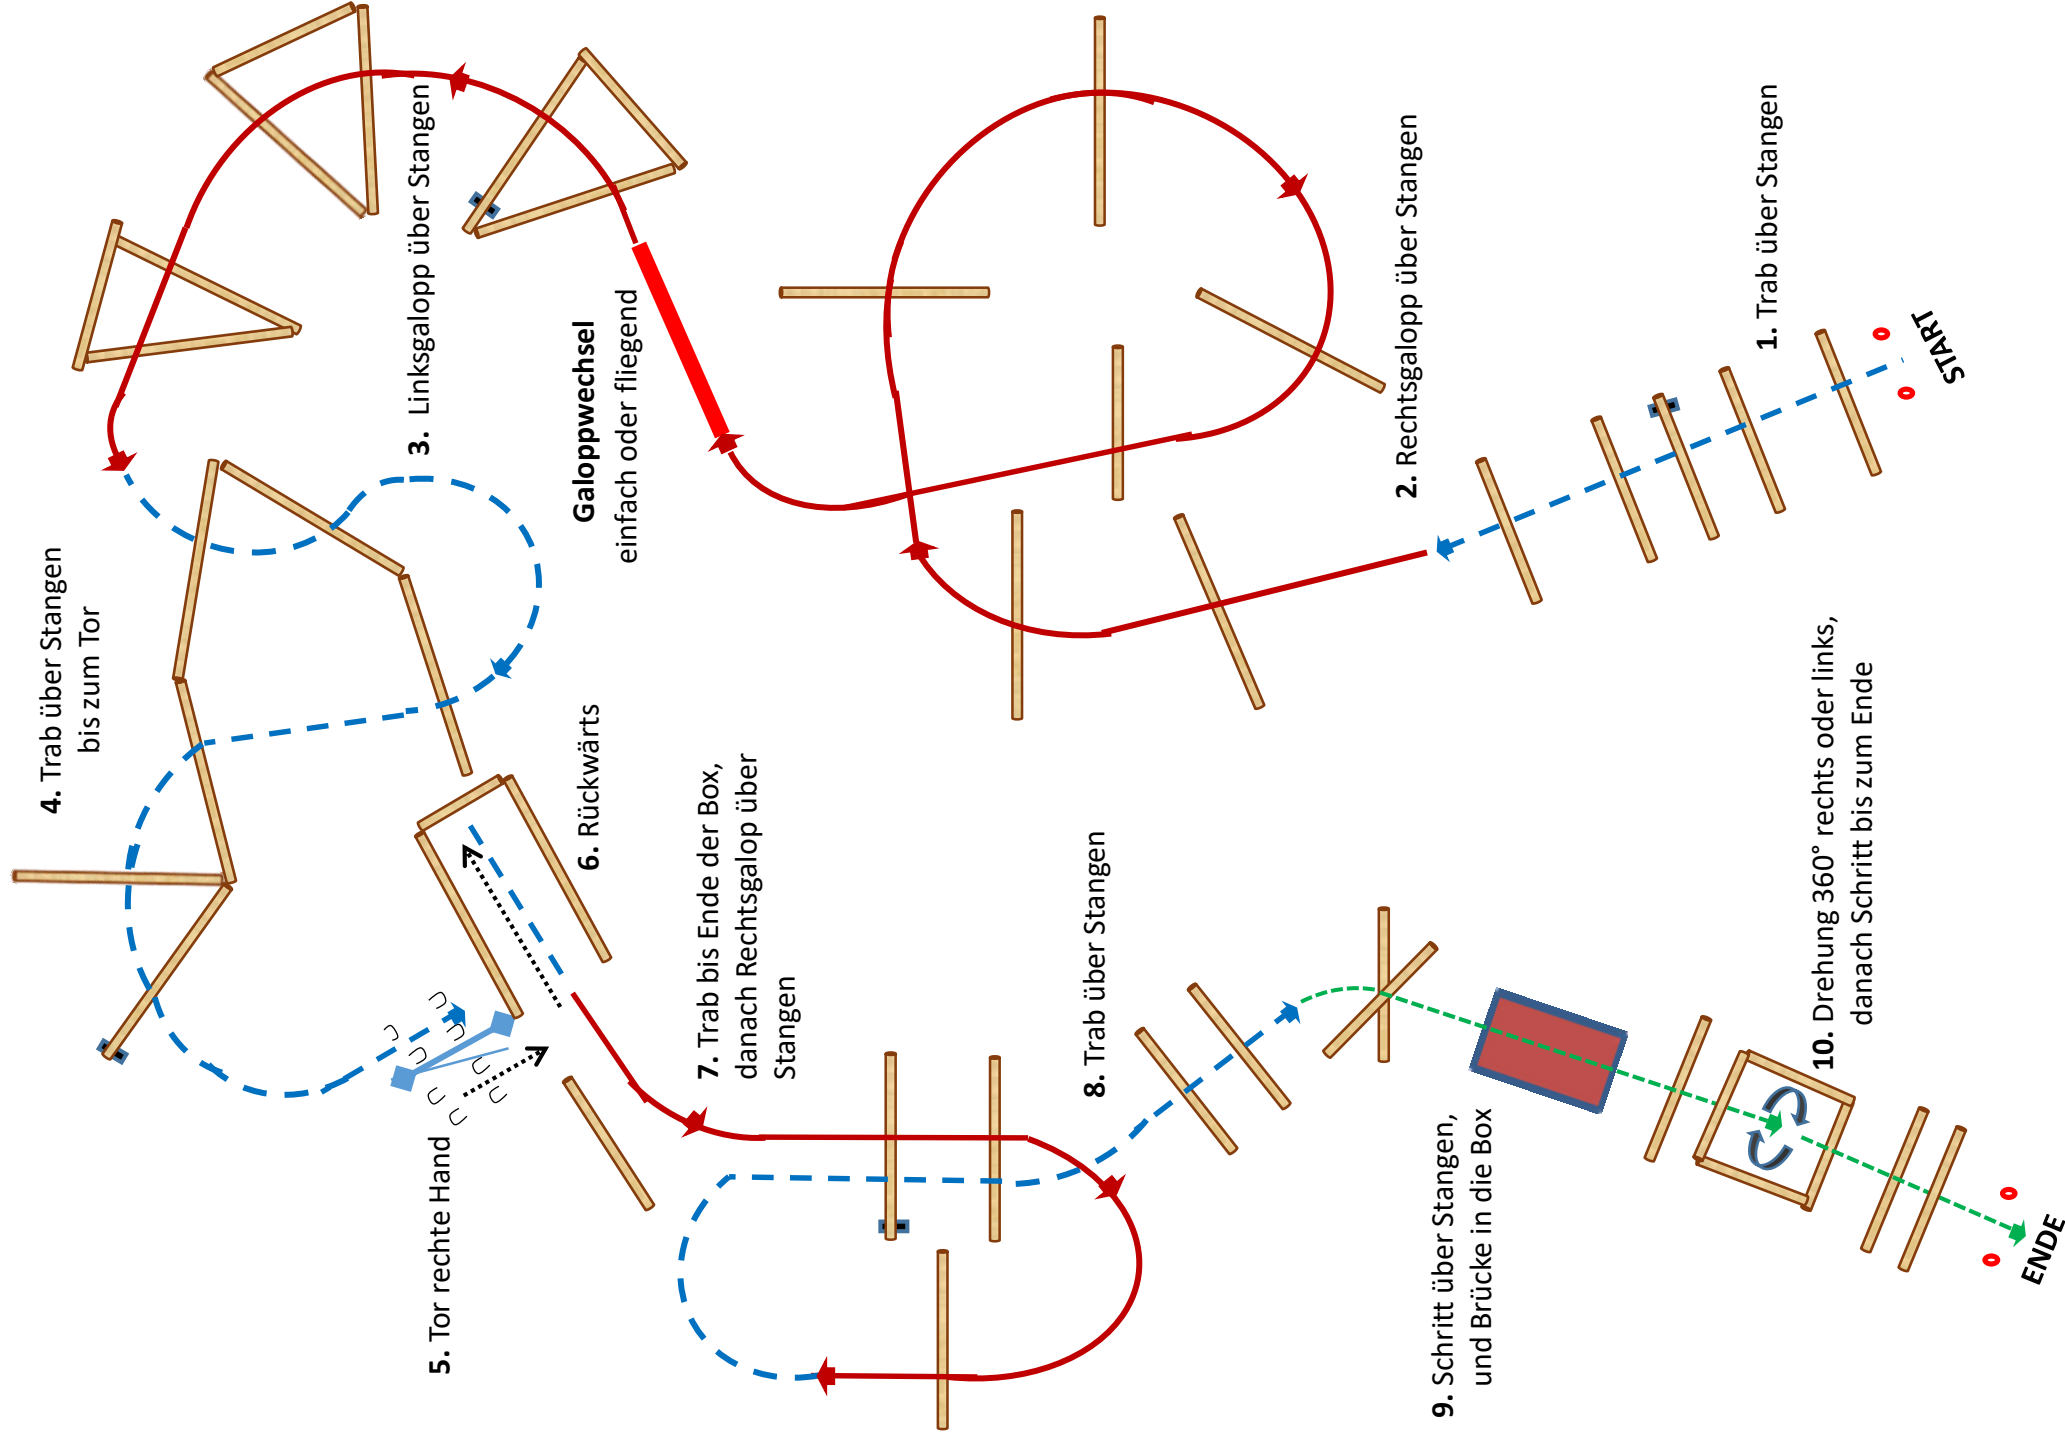 START
1. Trab über Stangen
2. Rechtsgalopp über Stangen
Galoppwechsel
einfach oder fliegend
3. Linksgalopp über Stangen
4. Trab über Stangen
bis zum Tor
5. Tor rechte Hand
6. Rückwärts
7. Trab bis Ende der Box,
danach Rechtsgalop über
Stangen
8. Trab über Stangen
9. Schritt über Stangen,
und Brücke in die Box
10. Drehung 360° rechts oder links,
danach Schritt bis zum Ende
ENDE